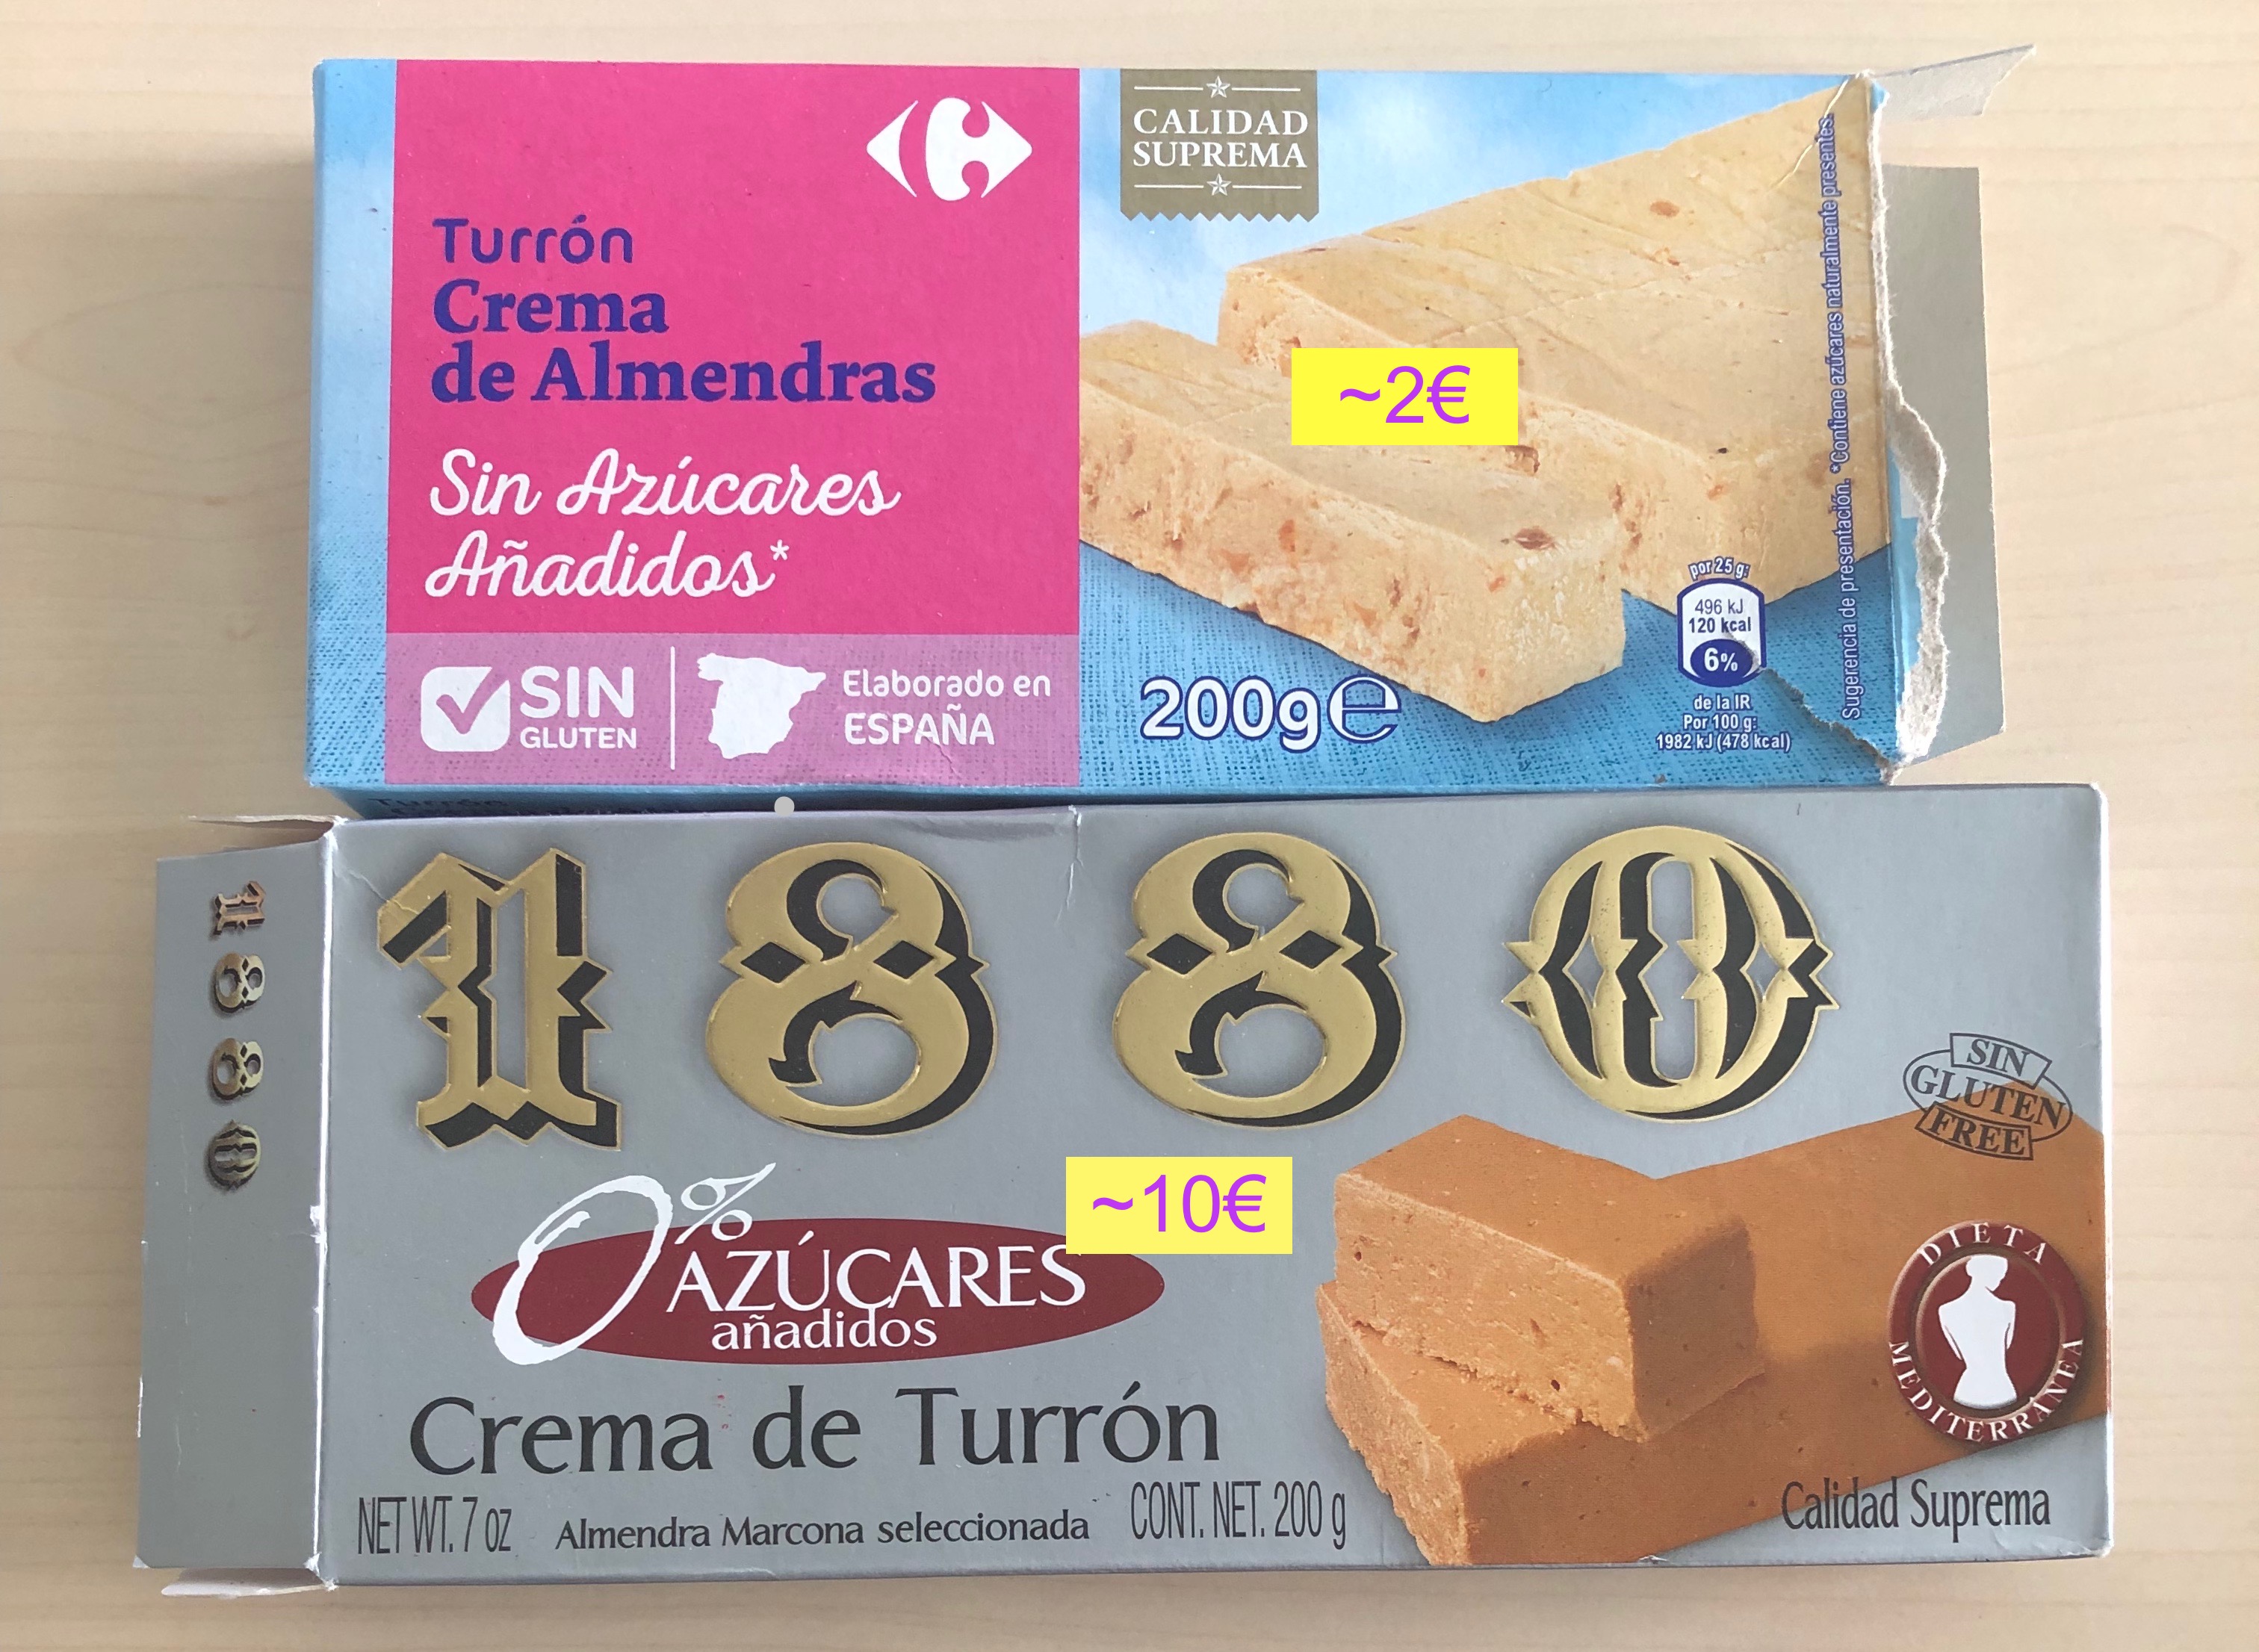 CALIDAD
SUPREMA
Turrón
Crema
de Almendras
Sin Azúcares
Añadidos*
SIN
GLUTEN
Elaborado en
ESPAÑA
~2€
200g℮
por 25 g:
496 kJ
120 kcal
6%
de la IR
Por 100 g:
1982 kJ (478 kcal)
Sugerencia de presentación. *Contiene azúcares naturalmente presentes.
Turrón
1880
1880
SIN
GLUTEN
FREE
~10€
0% AZÚCARES
añadidos
DIETA
MEDITERRÁNEA
Crema de Turrón
NET WT. 7 oz
Almendra Marcona seleccionada
CONT. NET. 200 g
Calidad Suprema